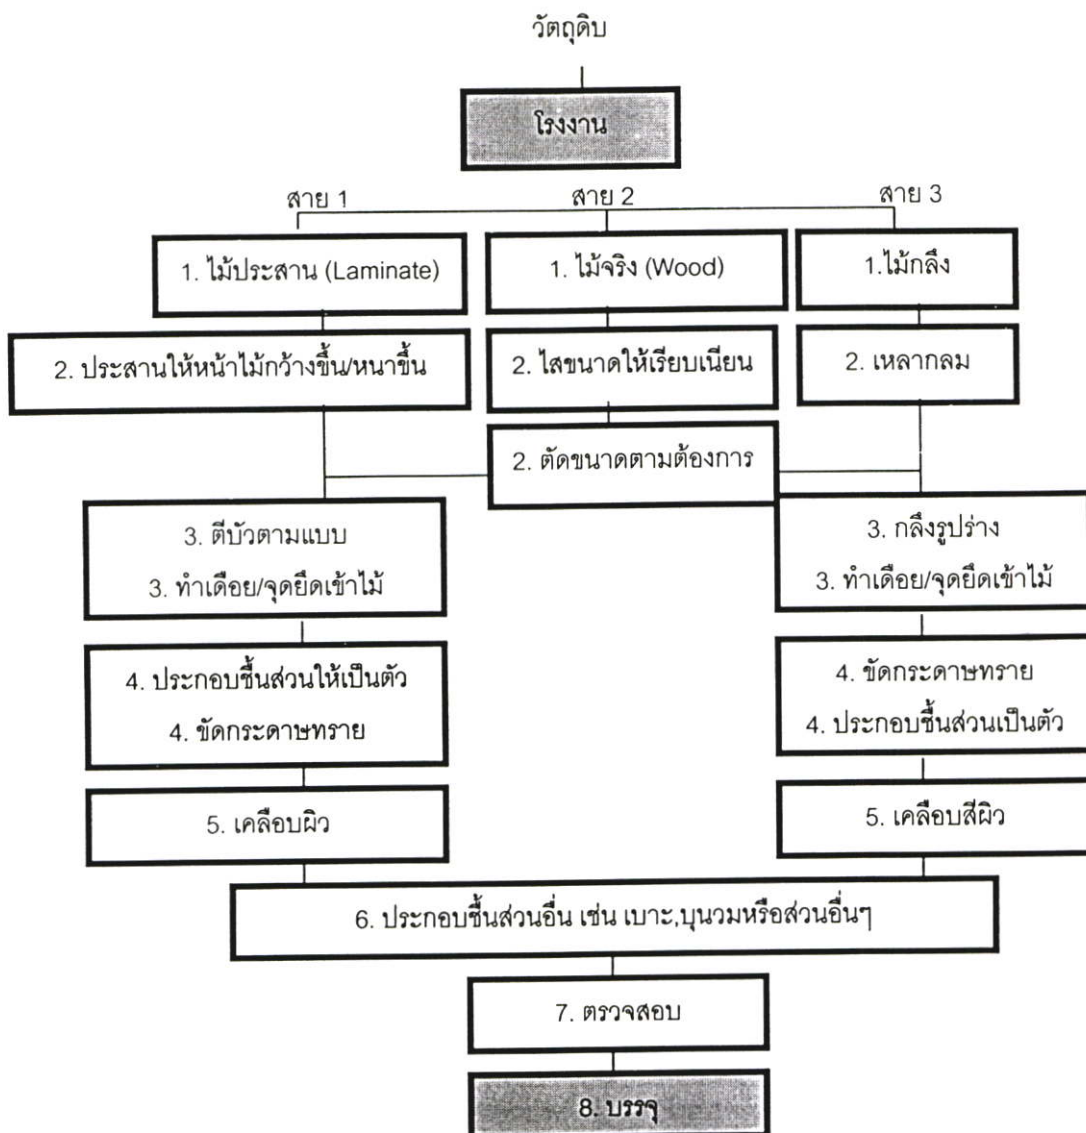 วัตถุดิบ
โรงงาน
สาย 1 สาย 2 สาย 3
1. ไม้ประสาน (Laminate) 1. ไม้จริง (Wood) 1.ไม้กลึง
2. ประสานให้หน้าไม้กว้างขึ้น/หนาขึ้น 2. ไสขนาดให้เรียบเนียน 2. เหลากลม
2. ตัดขนาดตามต้องการ
3. ตีบัวตามแบบ
3. ทำเดือย/จุดยึดเข้าไม้
3. กลึงรูปร่าง
3. ทำเดือย/จุดยึดเข้าไม้
4. ประกอบชิ้นส่วนให้เป็นตัว
4. ขัดกระดาษทราย
4. ขัดกระดาษทราย
4. ประกอบชิ้นส่วนเป็นตัว
5. เคลือบผิว 5. เคลือบสีผิว
6. ประกอบชิ้นส่วนอื่น เช่น เบาะ,บุนวมหรือส่วนอื่นๆ
7. ตรวจสอบ
8. บรรจุ